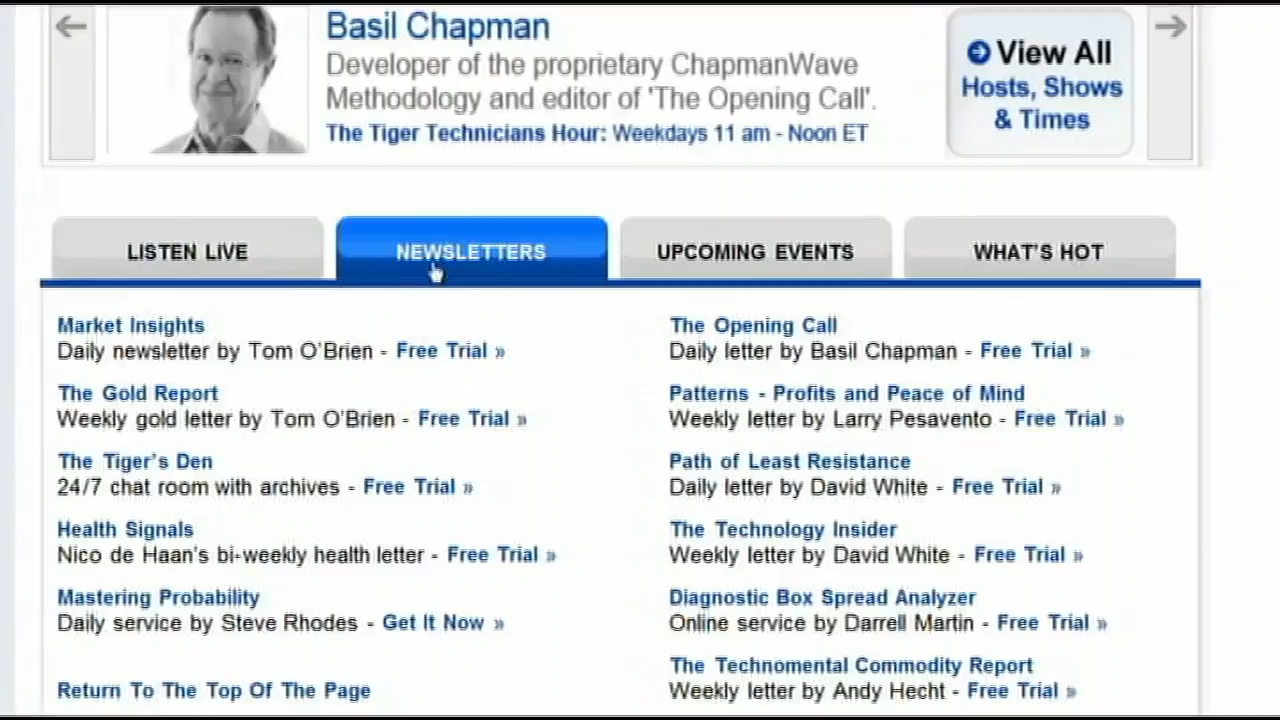 Basil Chapman
Developer of the proprietary ChapmanWave
Methodology and editor of 'The Opening Call'.
The Tiger Technicians Hour: Weekdays 11 am - Noon ET
View All
Hosts, Shows
& Times
LISTEN LIVE
NEWSLETTERS
UPCOMING EVENTS
WHAT'S HOT
Market Insights
Daily newsletter by Tom O'Brien - Free Trial »
The Gold Report
Weekly gold letter by Tom O'Brien - Free Trial »
The Tiger's Den
24/7 chat room with archives - Free Trial »
Health Signals
Nico de Haan's bi-weekly health letter - Free Trial »
Mastering Probability
Daily service by Steve Rhodes - Get It Now »
Return To The Top Of The Page
The Opening Call
Daily letter by Basil Chapman - Free Trial »
Patterns - Profits and Peace of Mind
Weekly letter by Larry Pesavento - Free Trial »
Path of Least Resistance
Daily letter by David White - Free Trial »
The Technology Insider
Weekly letter by David White - Free Trial »
Diagnostic Box Spread Analyzer
Online service by Darrell Martin - Free Trial »
The Technomental Commodity Report
Weekly letter by Andy Hecht - Free Trial »